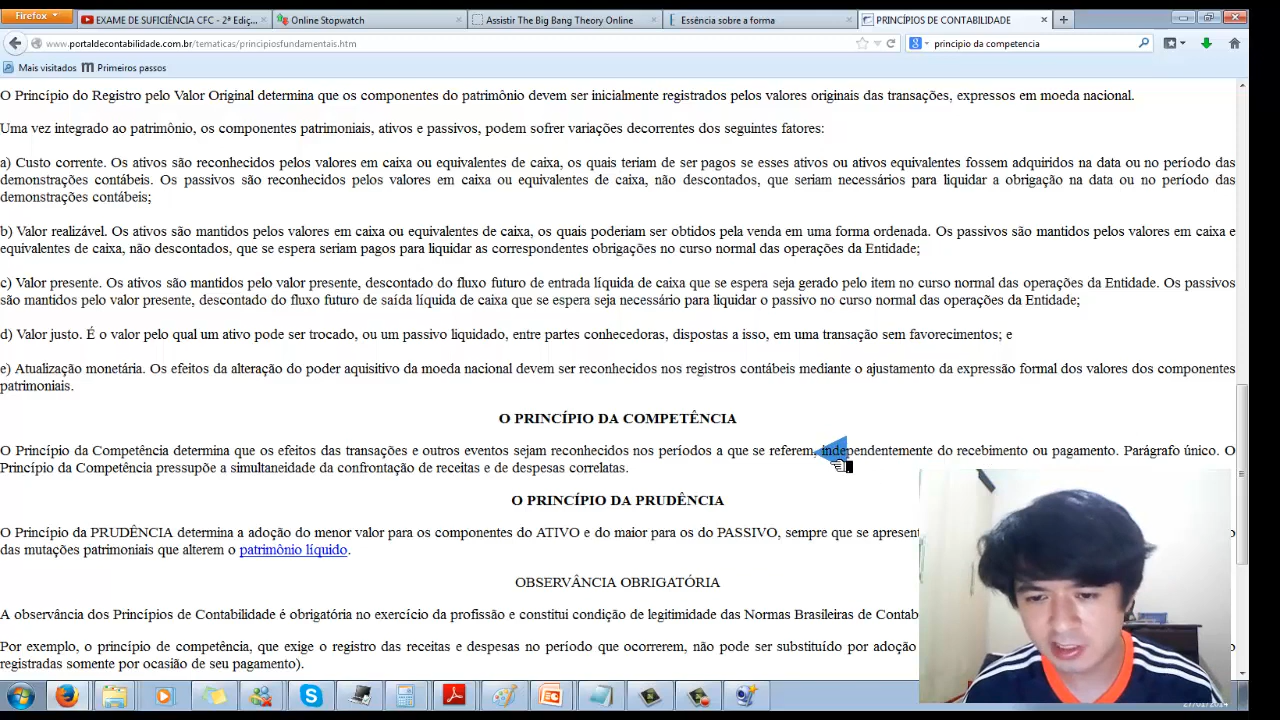 Firefox
EXAME DE SUFICIÊNCIA CFC - 2ª Ediç...
Online Stopwatch
Assistir The Big Bang Theory Online
Essência sobre a forma
PRINCÍPIOS DE CONTABILIDADE
www.portaldecontabilidade.com.br/tematicas/principiosfundamentais.htm
principio da competencia
Mais visitados
Primeiros passos
O Princípio do Registro pelo Valor Original determina que os componentes do patrimônio devem ser inicialmente registrados pelos valores originais das transações, expressos em moeda nacional.
Uma vez integrado ao patrimônio, os componentes patrimoniais, ativos e passivos, podem sofrer variações decorrentes dos seguintes fatores:
a) Custo corrente. Os ativos são reconhecidos pelos valores em caixa ou equivalentes de caixa, os quais teriam de ser pagos se esses ativos ou ativos equivalentes fossem adquiridos na data ou no período das
demonstrações contábeis. Os passivos são reconhecidos pelos valores em caixa ou equivalentes de caixa, não descontados, que seriam necessários para liquidar a obrigação na data ou no período das
demonstrações contábeis;
b) Valor realizável. Os ativos são mantidos pelos valores em caixa ou equivalentes de caixa, os quais poderiam ser obtidos pela venda em uma forma ordenada. Os passivos são mantidos pelos valores em caixa e
equivalentes de caixa, não descontados, que se espera seriam pagos para liquidar as correspondentes obrigações no curso normal das operações da Entidade;
c) Valor presente. Os ativos são mantidos pelo valor presente, descontado do fluxo futuro de entrada líquida de caixa que se espera seja gerado pelo item no curso normal das operações da Entidade. Os passivos
são mantidos pelo valor presente, descontado do fluxo futuro de saída líquida de caixa que se espera seja necessário para liquidar o passivo no curso normal das operações da Entidade;
d) Valor justo. É o valor pelo qual um ativo pode ser trocado, ou um passivo liquidado, entre partes conhecedoras, dispostas a isso, em uma transação sem favorecimentos; e
e) Atualização monetária. Os efeitos da alteração do poder aquisitivo da moeda nacional devem ser reconhecidos nos registros contábeis mediante o ajustamento da expressão formal dos valores dos componentes
patrimoniais.
O PRINCÍPIO DA COMPETÊNCIA
O Princípio da Competência determina que os efeitos das transações e outros eventos sejam reconhecidos nos períodos a que se referem, independentemente do recebimento ou pagamento. Parágrafo único. O
Princípio da Competência pressupõe a simultaneidade da confrontação de receitas e de despesas correlatas.
O PRINCÍPIO DA PRUDÊNCIA
O Princípio da PRUDÊNCIA determina a adoção do menor valor para os componentes do ATIVO e do maior para os do PASSIVO, sempre que se apresent
das mutações patrimoniais que alterem o patrimônio líquido.
OBSERVÂNCIA OBRIGATÓRIA
A observância dos Princípios de Contabilidade é obrigatória no exercício da profissão e constitui condição de legitimidade das Normas Brasileiras de Contab
Por exemplo, o princípio de competência, que exige o registro das receitas e despesas no período que ocorrerem, não pode ser substituído por adoção
registradas somente por ocasião de seu pagamento).